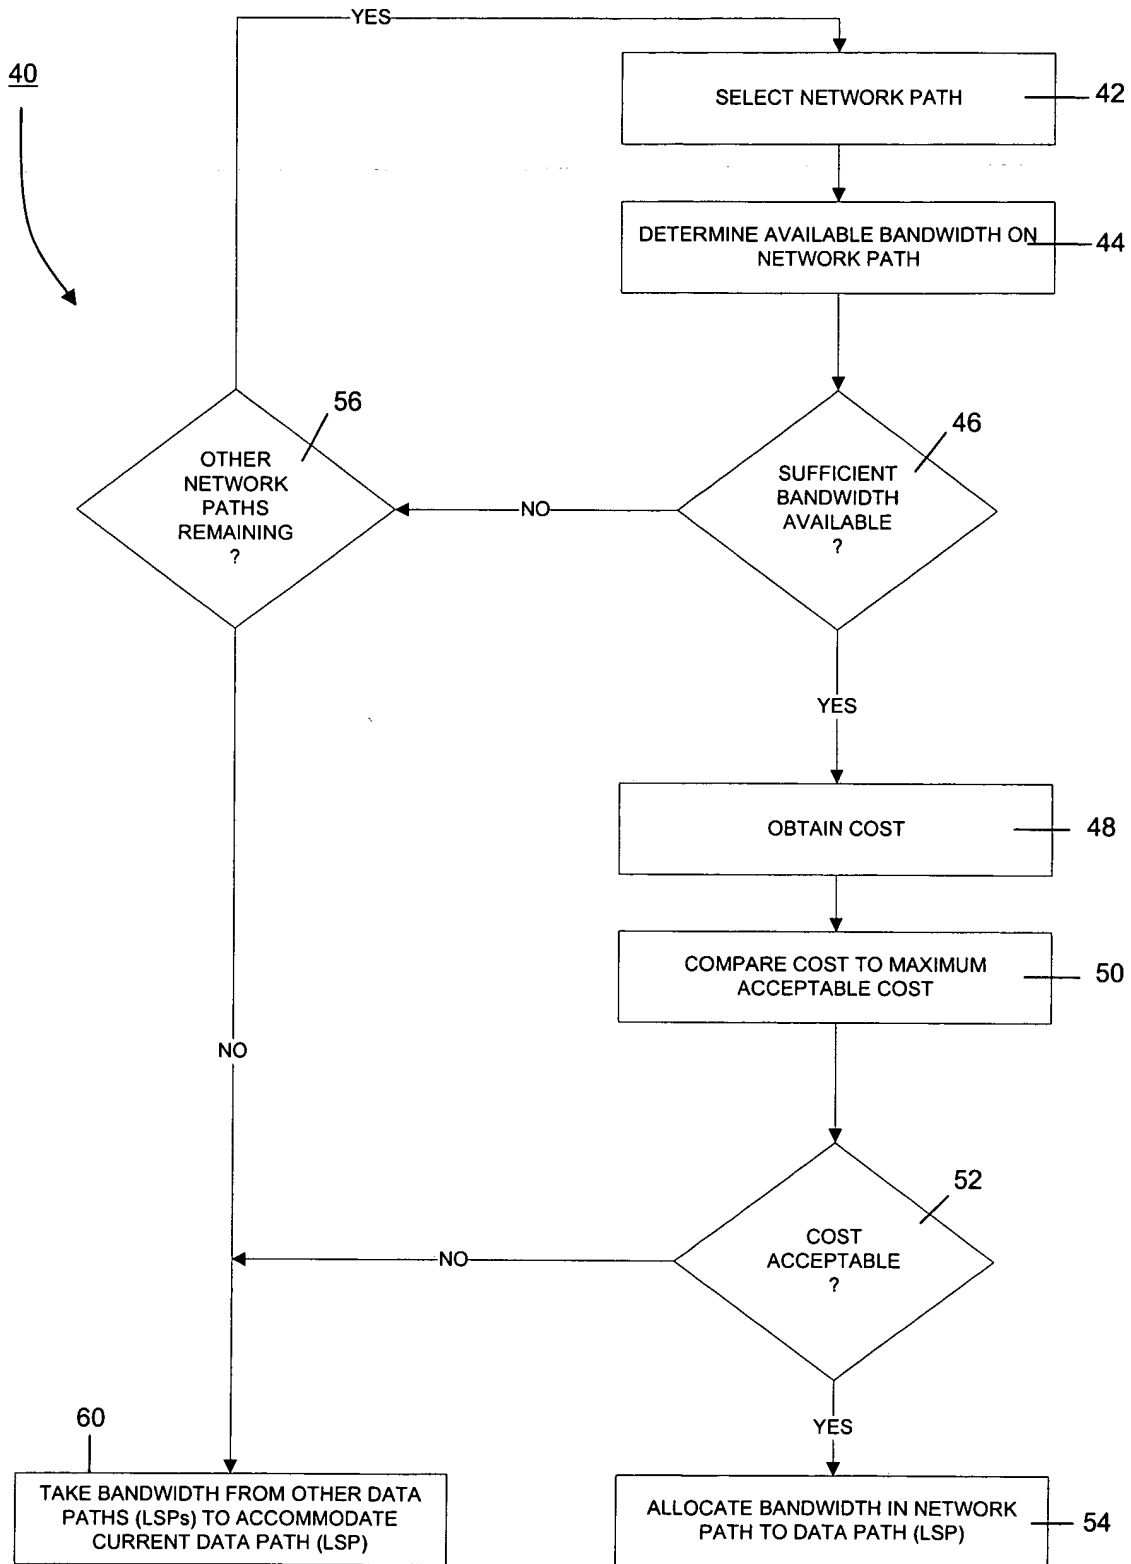 YES
40
SELECT NETWORK PATH
42
DETERMINE AVAILABLE BANDWIDTH ON
NETWORK PATH
44
56
OTHER
NETWORK
PATHS
REMAINING
?
NO
46
SUFFICIENT
BANDWIDTH
AVAILABLE
?
YES
OBTAIN COST
48
COMPARE COST TO MAXIMUM
ACCEPTABLE COST
50
NO
52
COST
ACCEPTABLE
?
NO
YES
60
TAKE BANDWIDTH FROM OTHER DATA
PATHS (LSPs) TO ACCOMMODATE
CURRENT DATA PATH (LSP)
ALLOCATE BANDWIDTH IN NETWORK
PATH TO DATA PATH (LSP)
54